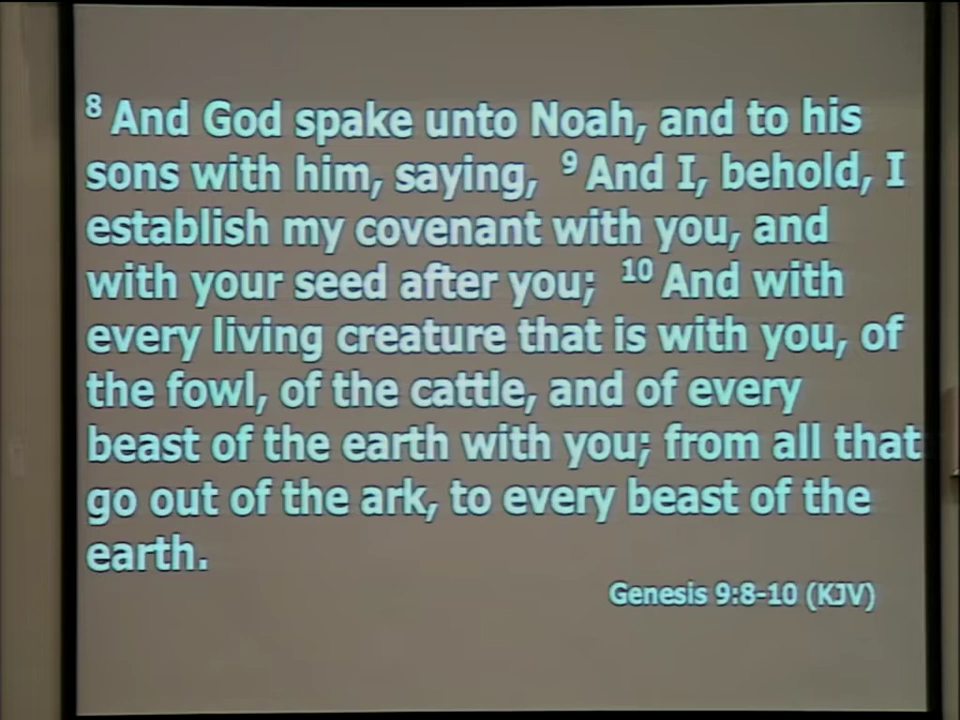 ⁸ And God spake unto Noah, and to his
sons with him, saying, ⁹ And I, behold, I
establish my covenant with you, and
with your seed after you; ¹⁰ And with
every living creature that is with you, of
the fowl, of the cattle, and of every
beast of the earth with you; from all that
go out of the ark, to every beast of the
earth.
Genesis 9:8-10 (KJV)